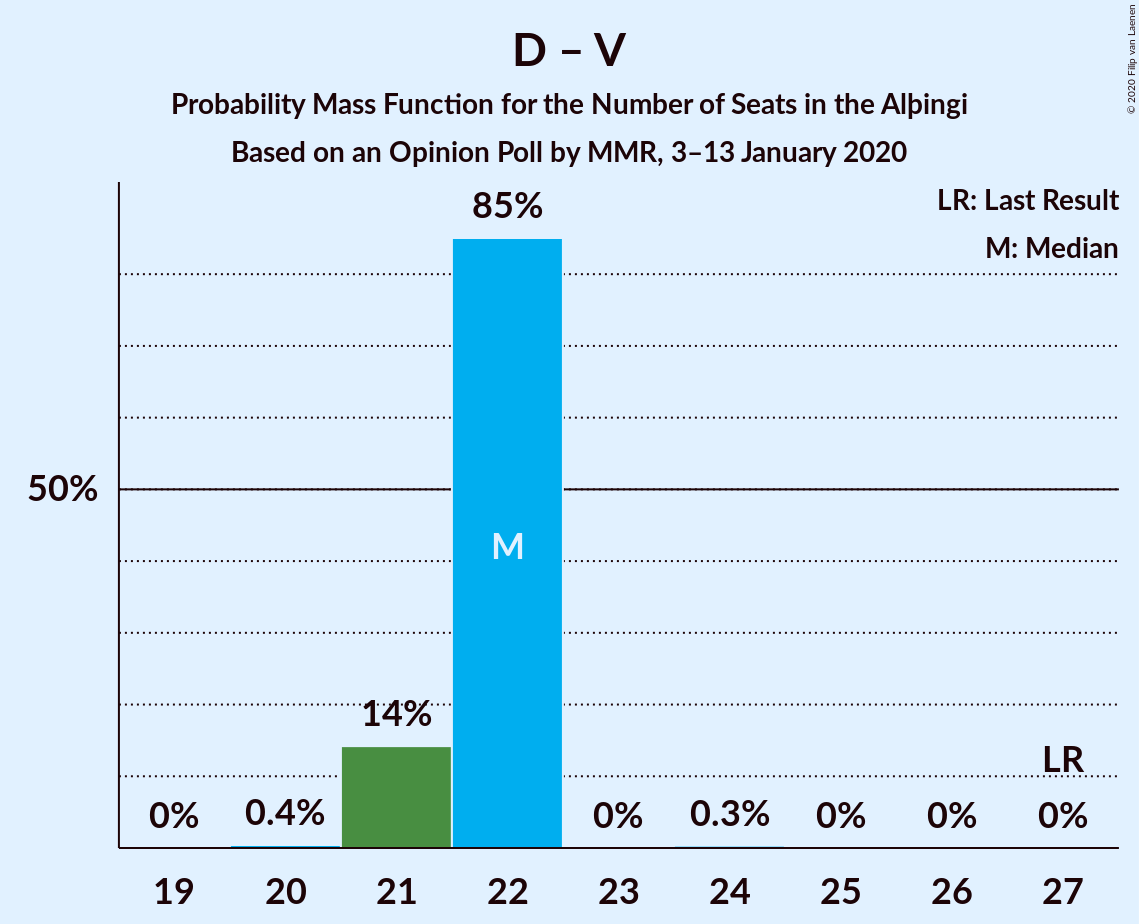 D – V
Probability Mass Function for the Number of Seats in the Alþingi
Based on an Opinion Poll by MMR, 3–13 January 2020
© 2020 Filip van Laenen
LR: Last Result
M: Median
85%
50%
M
14%
LR
0%
0.4%
0%
0.3%
0%
0%
0%
19 20 21 22 23 24 25 26 27